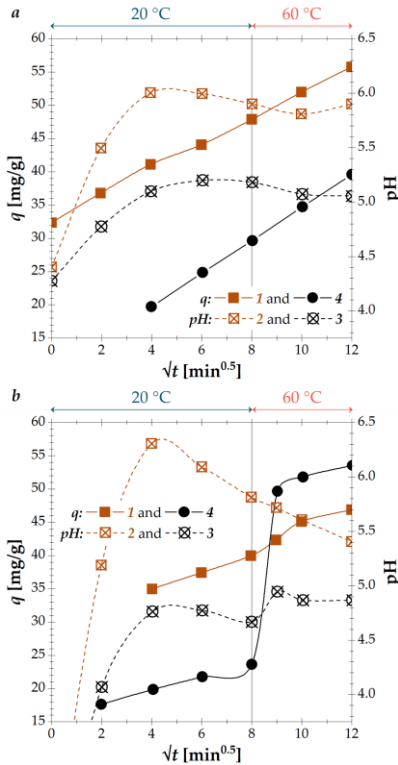 a
20 °C 60 °C
60 6.5
55
50 6.0
45
40 5.5
35 5.0
30 4.5
25
20 4.0
15
q [mg/g]
pH
q: 1 and 4
pH: 2 and 3
0 2 4 6 8 10 12
√t [min0.5]
b
20 °C 60 °C
60 6.5
55
50 6.0
45
40 5.5
35 5.0
30 4.5
25
20 4.0
15
q [mg/g]
pH
q: 1 and 4
pH: 2 and 3
0 2 4 6 8 10 12
√t [min0.5]